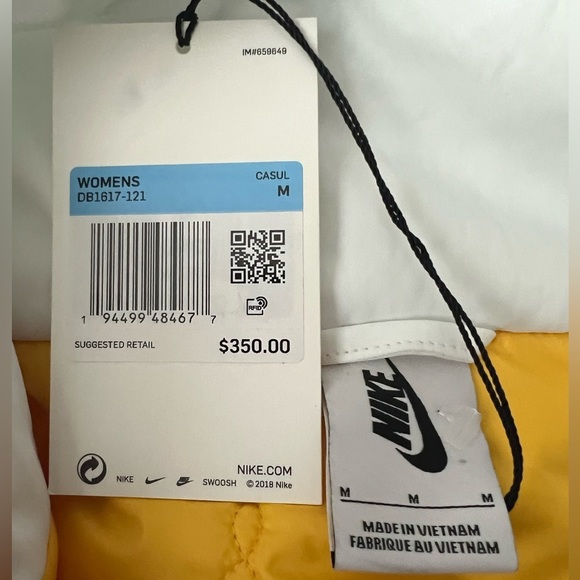 IM#659649
WOMENS
DB1617-121
CASUL
M
1 94499 48467 7
RFID
SUGGESTED RETAIL
$350.00
NIKE.COM
NIKE SWOOSH © 2018 Nike
NIKE
M M M
MADE IN VIETNAM
FABRIQUE AU VIETNAM